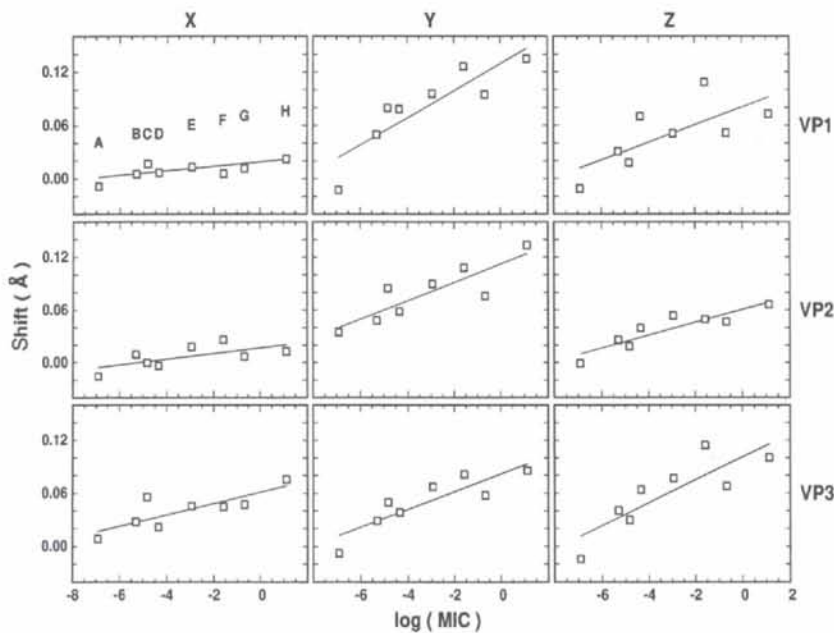 X Y Z
0.12
0.06
0.00
A B C D E F G H
VP1
0.12
0.06
0.00
Shift ( Å )
VP2
0.12
0.06
0.00
VP3
-8 -6 -4 -2 0 -6 -4 -2 0 -6 -4 -2 0 2
log ( MIC )